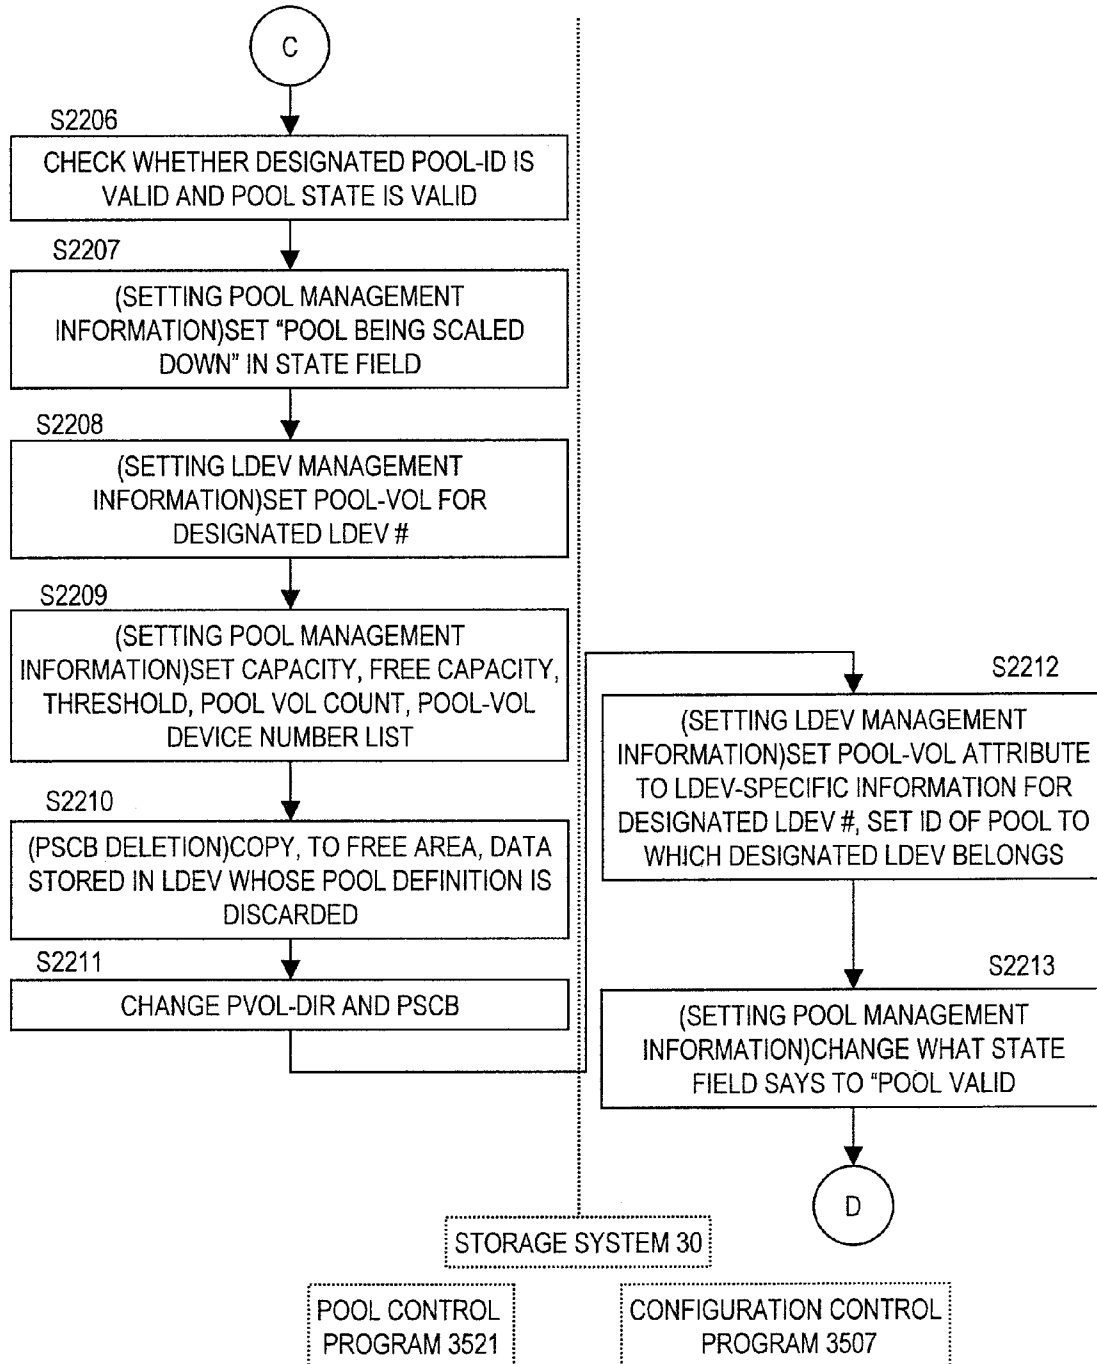 C
S2206
CHECK WHETHER DESIGNATED POOL-ID IS
VALID AND POOL STATE IS VALID
S2207
(SETTING POOL MANAGEMENT
INFORMATION)SET “POOL BEING SCALED
DOWN” IN STATE FIELD
S2208
(SETTING LDEV MANAGEMENT
INFORMATION)SET POOL-VOL FOR
DESIGNATED LDEV #
S2209
(SETTING POOL MANAGEMENT
INFORMATION)SET CAPACITY, FREE CAPACITY,
THRESHOLD, POOL VOL COUNT, POOL-VOL
DEVICE NUMBER LIST
S2210
(PSCB DELETION)COPY, TO FREE AREA, DATA
STORED IN LDEV WHOSE POOL DEFINITION IS
DISCARDED
S2211
CHANGE PVOL-DIR AND PSCB
S2212
(SETTING LDEV MANAGEMENT
INFORMATION)SET POOL-VOL ATTRIBUTE
TO LDEV-SPECIFIC INFORMATION FOR
DESIGNATED LDEV #, SET ID OF POOL TO
WHICH DESIGNATED LDEV BELONGS
S2213
(SETTING POOL MANAGEMENT
INFORMATION)CHANGE WHAT STATE
FIELD SAYS TO “POOL VALID
D
STORAGE SYSTEM 30
POOL CONTROL
PROGRAM 3521
CONFIGURATION CONTROL
PROGRAM 3507